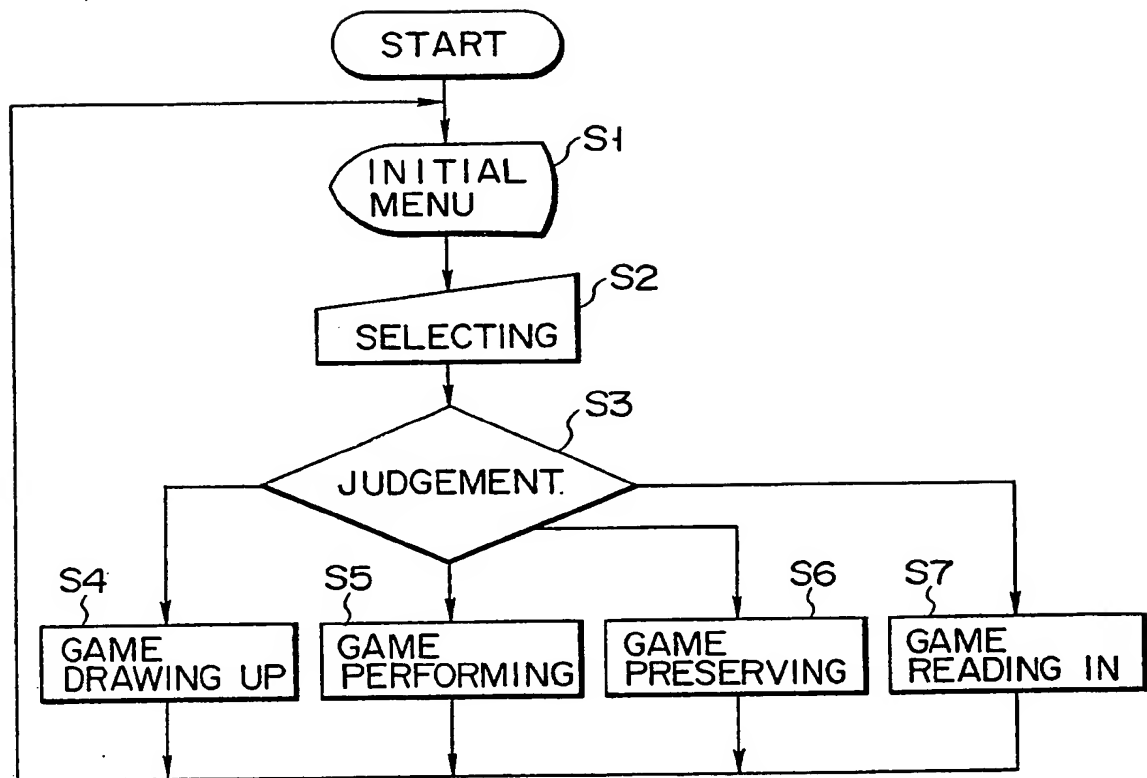 START
S1
INITIAL
MENU
S2
SELECTING
S3
JUDGEMENT.
S4
S5
S6
S7
GAME
DRAWING UP
GAME
PERFORMING
GAME
PRESERVING
GAME
READING IN